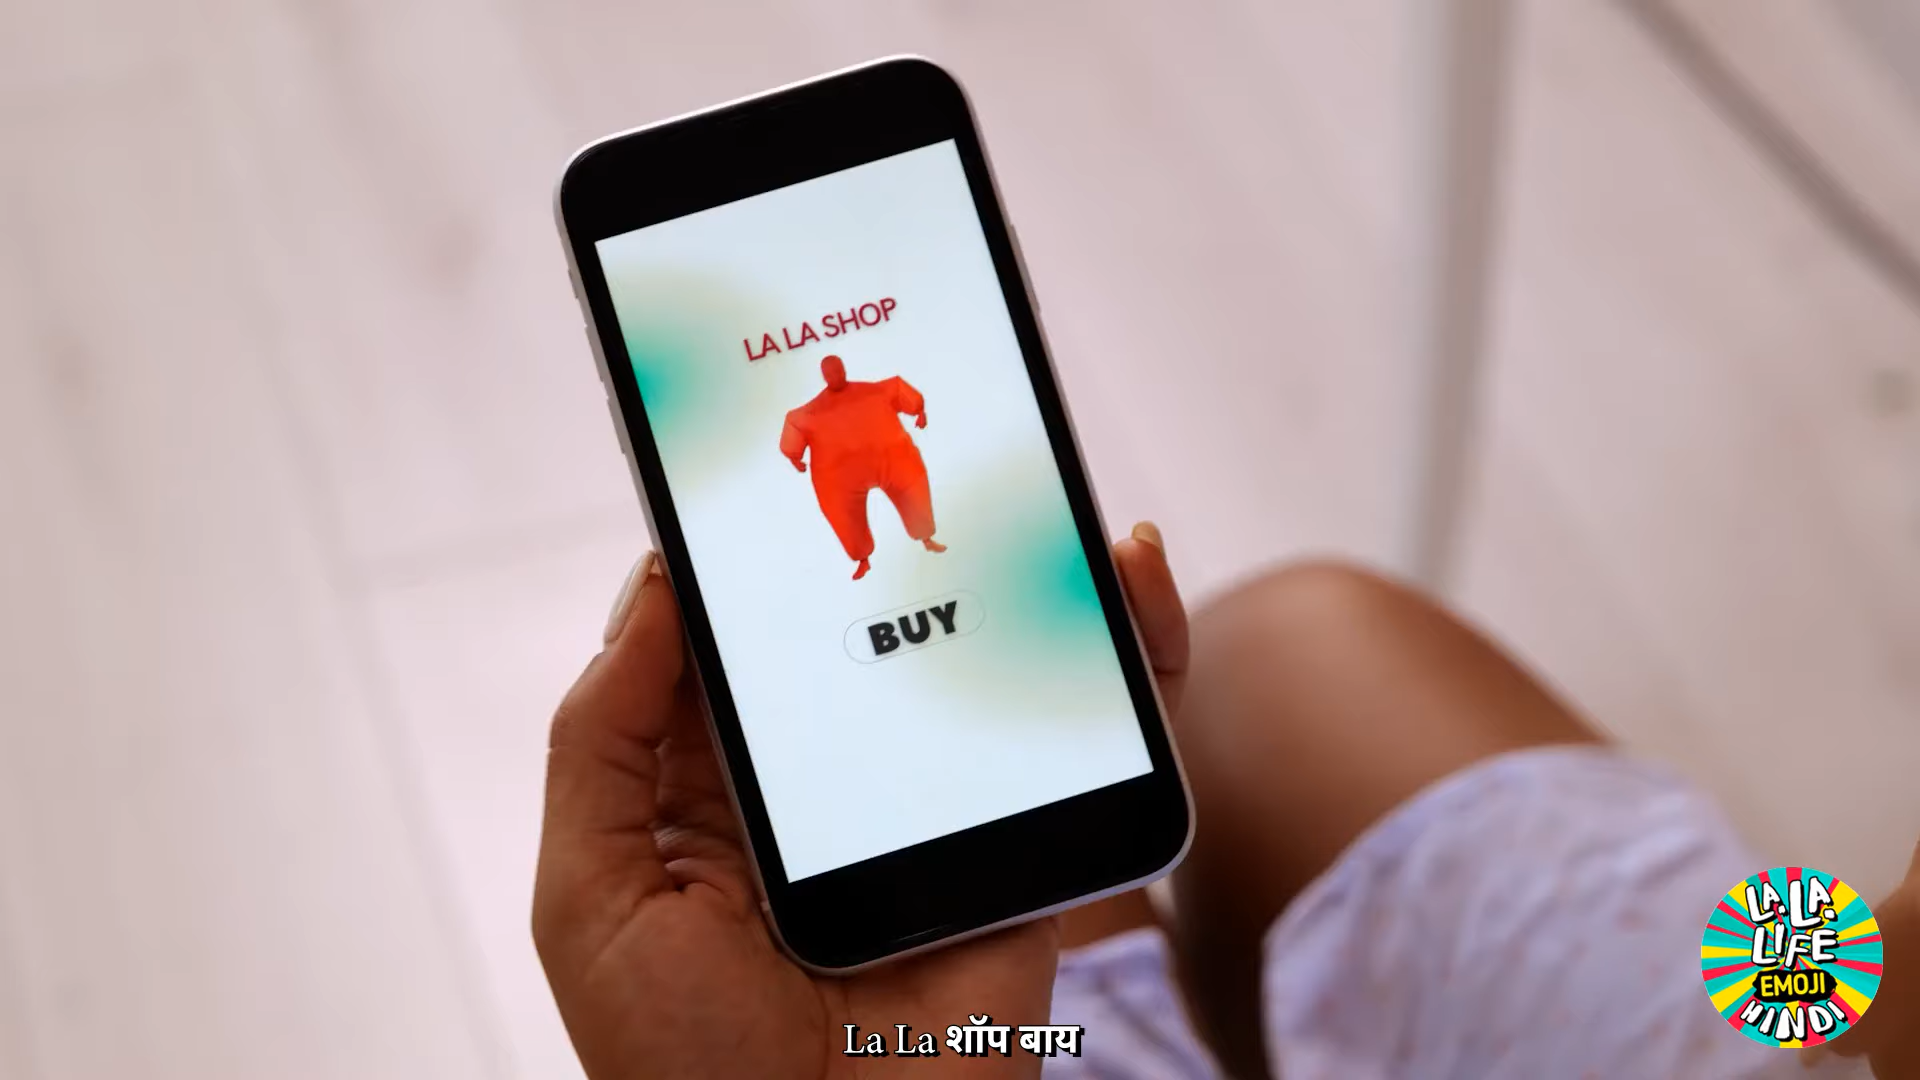 LA LA SHOP
BUY
La La शॉप बाय
LA LA
LIFE
EMOJI
HINDI